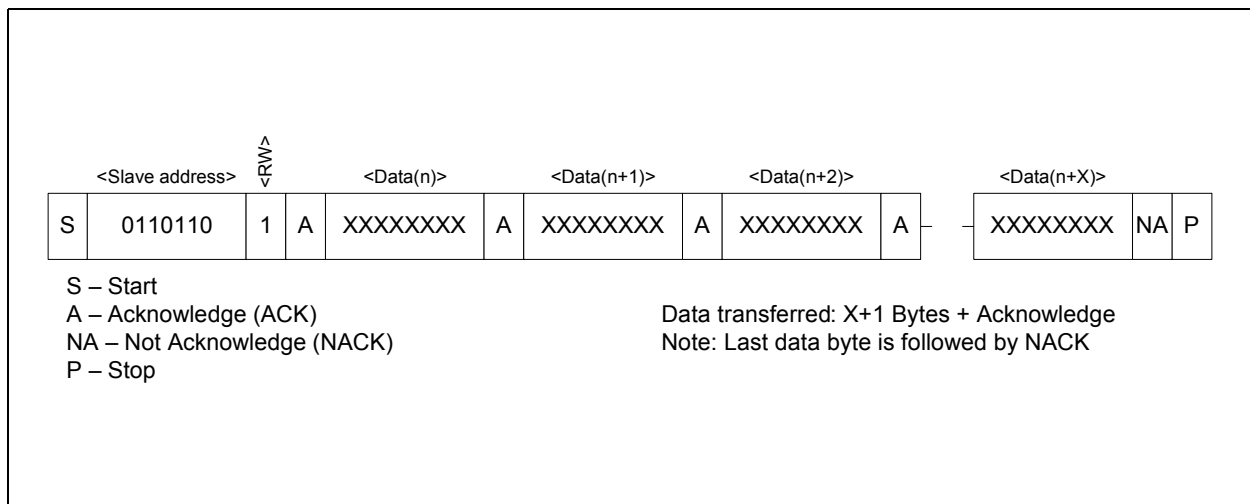 <Slave address> <RW> <Data(n)> <Data(n+1)> <Data(n+2)> <Data(n+X)>
S 0110110 1 A XXXXXXXX A XXXXXXXX A XXXXXXXX A XXXXXXXX NA P
S – Start
A – Acknowledge (ACK)
NA – Not Acknowledge (NACK)
P – Stop
Data transferred: X+1 Bytes + Acknowledge
Note: Last data byte is followed by NACK